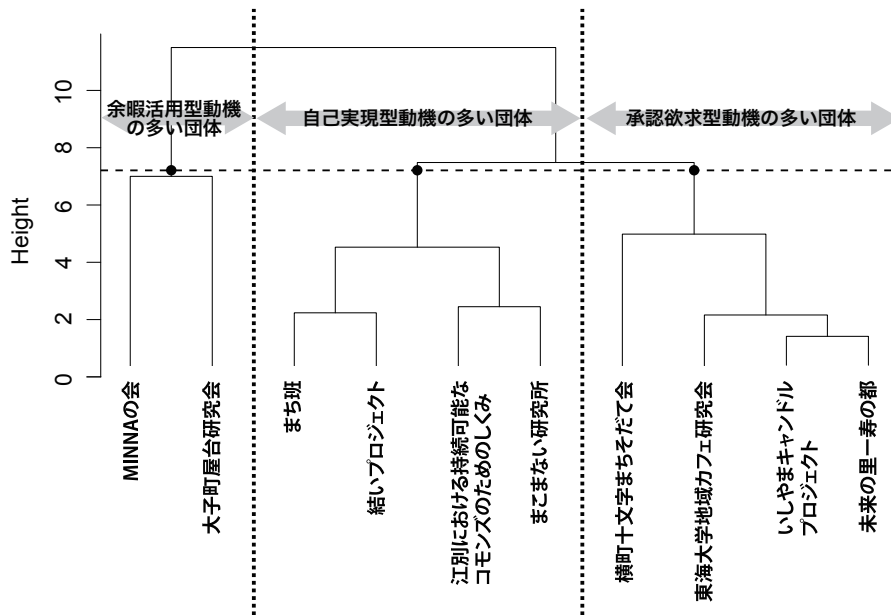 余暇活用型動機
の多い団体
自己実現型動機の多い団体
承認欲求型動機の多い団体
Height
10
8
6
4
2
0
MINNAの会
大子町屋台研究会
まち班
結いプロジェクト
江別における持続可能な
コモンズのためのしくみ
まこまない研究所
横町十文字まちそだて会
東海大学地域カフェ研究会
いしやまキャンドル
プロジェクト
未来の里一寿の都